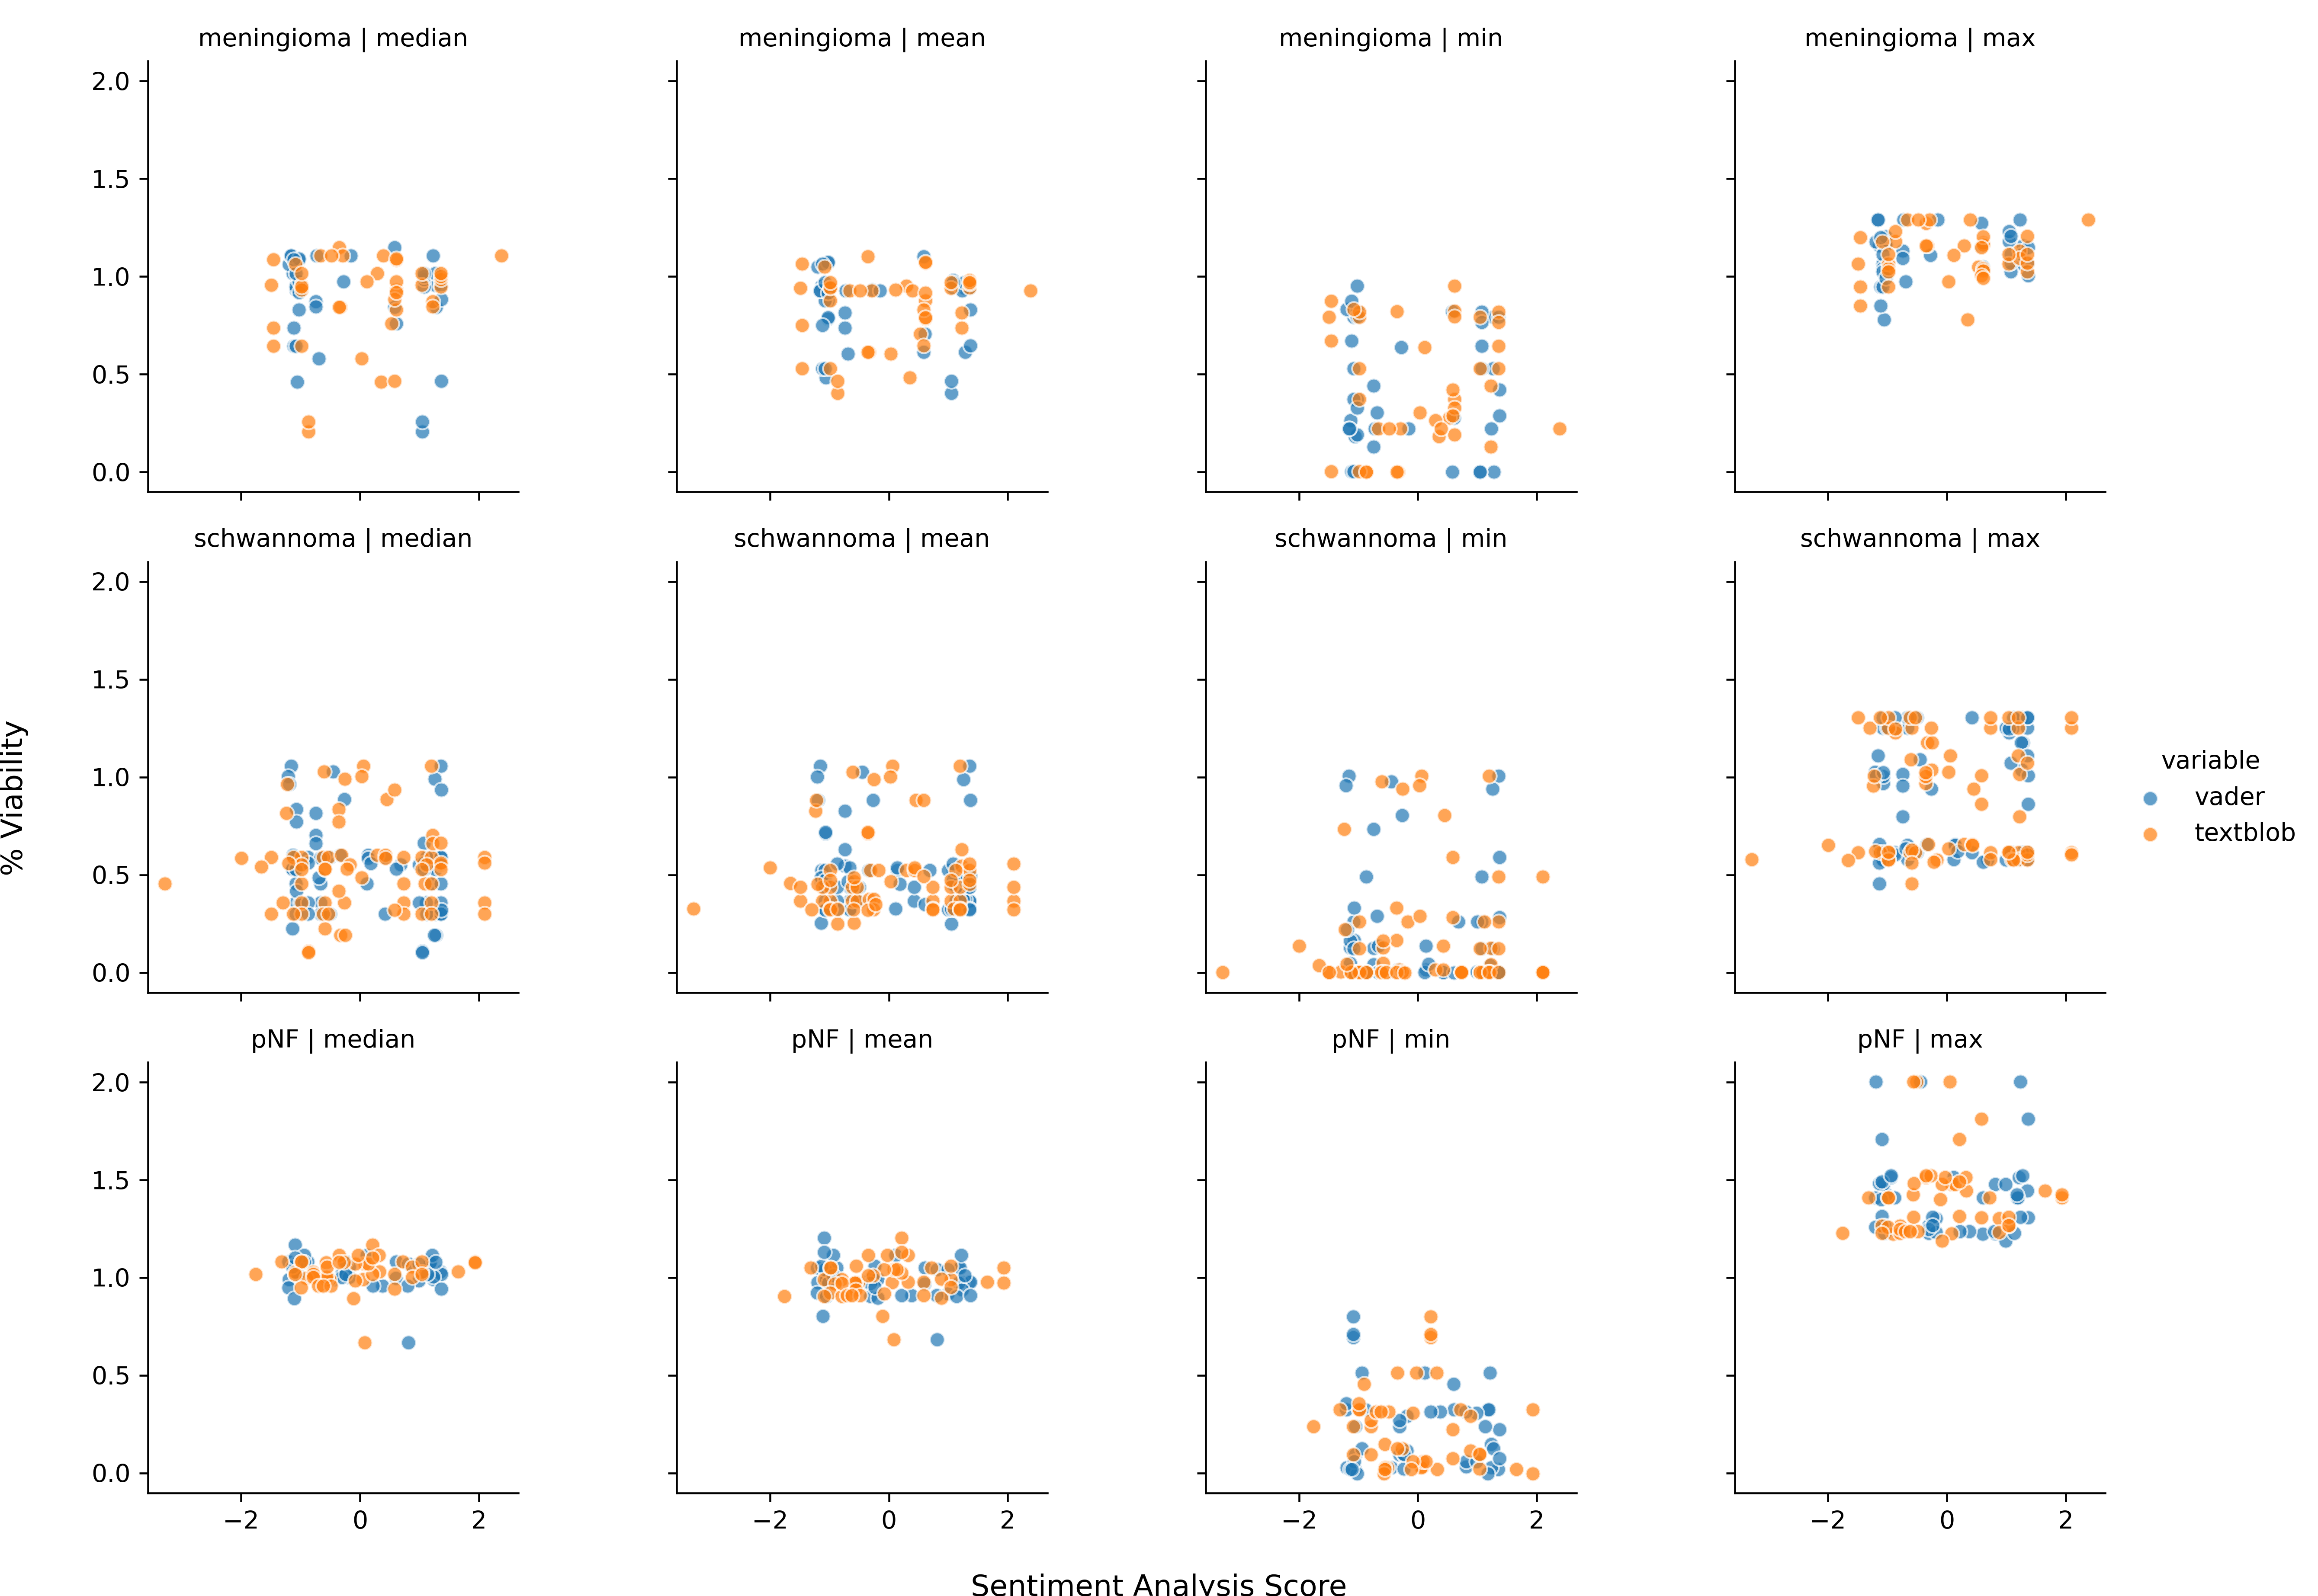 meningioma | median
meningioma | mean
meningioma | min
meningioma | max
2.0
1.5
1.0
0.5
0.0
schwannoma | median
schwannoma | mean
schwannoma | min
schwannoma | max
2.0
1.5
1.0
0.5
0.0
% Viability
variable
vader
textblob
pNF | median
pNF | mean
pNF | min
pNF | max
2.0
1.5
1.0
0.5
0.0
−2 0 2
−2 0 2
−2 0 2
−2 0 2
Sentiment Analysis Score